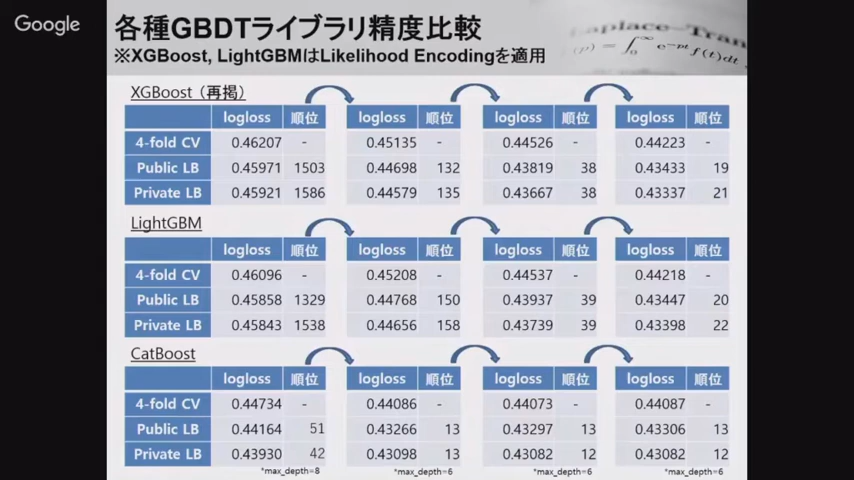 Google
各種GBDTライブラリ精度比較
※XGBoost, LightGBMはLikelihood Encodingを適用
Laplace-Tran
XGBoost（再掲）
logloss 順位 logloss 順位 logloss 順位 logloss 順位
4-fold CV 0.46207 - 0.45135 - 0.44526 - 0.44223 -
Public LB 0.45971 1503 0.44698 132 0.43819 38 0.43433 19
Private LB 0.45921 1586 0.44579 135 0.43667 38 0.43337 21
LightGBM
logloss 順位 logloss 順位 logloss 順位 logloss 順位
4-fold CV 0.46096 - 0.45208 - 0.44537 - 0.44218 -
Public LB 0.45858 1329 0.44768 150 0.43937 39 0.43447 20
Private LB 0.45843 1538 0.44656 158 0.43739 39 0.43398 22
CatBoost
logloss 順位 logloss 順位 logloss 順位 logloss 順位
4-fold CV 0.44734 - 0.44086 - 0.44073 - 0.44087 -
Public LB 0.44164 51 0.43266 13 0.43297 13 0.43306 13
Private LB 0.43930 42 0.43098 13 0.43082 12 0.43082 12
*max_depth=8 *max_depth=6 *max_depth=6 *max_depth=6